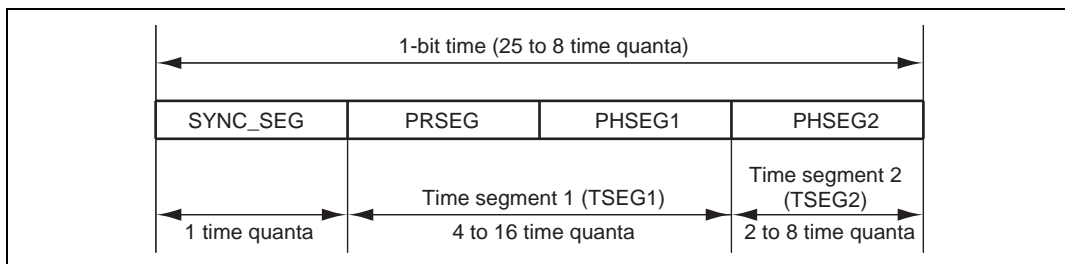 1-bit time (25 to 8 time quanta)
SYNC_SEG PRSEG PHSEG1 PHSEG2
Time segment 1 (TSEG1)
Time segment 2
(TSEG2)
1 time quanta
4 to 16 time quanta
2 to 8 time quanta